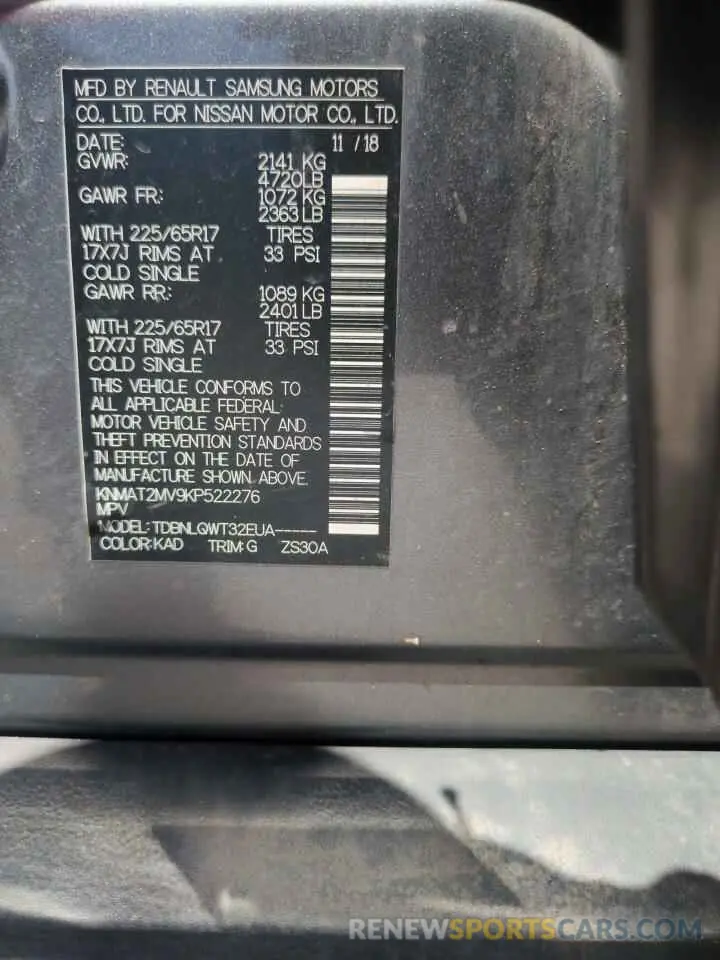 MFD BY RENAULT SAMSUNG MOTORS
CO., LTD. FOR NISSAN MOTOR CO., LTD.
DATE: 11 / 18
GVWR: 2141 KG
4720LB
GAWR FR.: 1072 KG
2363 LB
WITH 225/65R17 TIRES
17X7J RIMS AT 33 PSI
COLD SINGLE
GAWR RR.: 1089 KG
2401 LB
WITH 225/65R17 TIRES
17X7J RIMS AT 33 PSI
COLD SINGLE
THIS VEHICLE CONFORMS TO
ALL APPLICABLE FEDERAL
MOTOR VEHICLE SAFETY AND
THEFT PREVENTION STANDARDS
IN EFFECT ON THE DATE OF
MANUFACTURE SHOWN ABOVE.
KNMAT2MV9KP522276
MPV
MODEL: TDBNLQWT32EUA-----
COLOR: KAD TRIM: G ZS30A
RENEWSPORTSCARS.COM